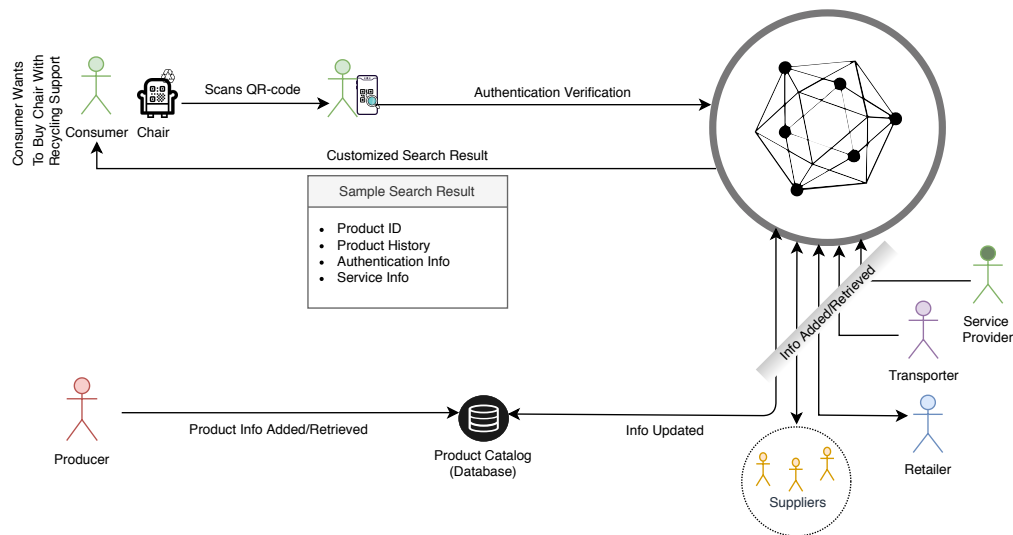 Consumer Wants
To Buy Chair With
Recycling Support
Consumer
Chair
Scans QR-code
Authentication Verification
Customized Search Result
Sample Search Result
Product ID
Product History
Authentication Info
Service Info
Info Added/Retrieved
Service
Provider
Transporter
Retailer
Suppliers
Info Updated
Product Catalog
(Database)
Product Info Added/Retrieved
Producer